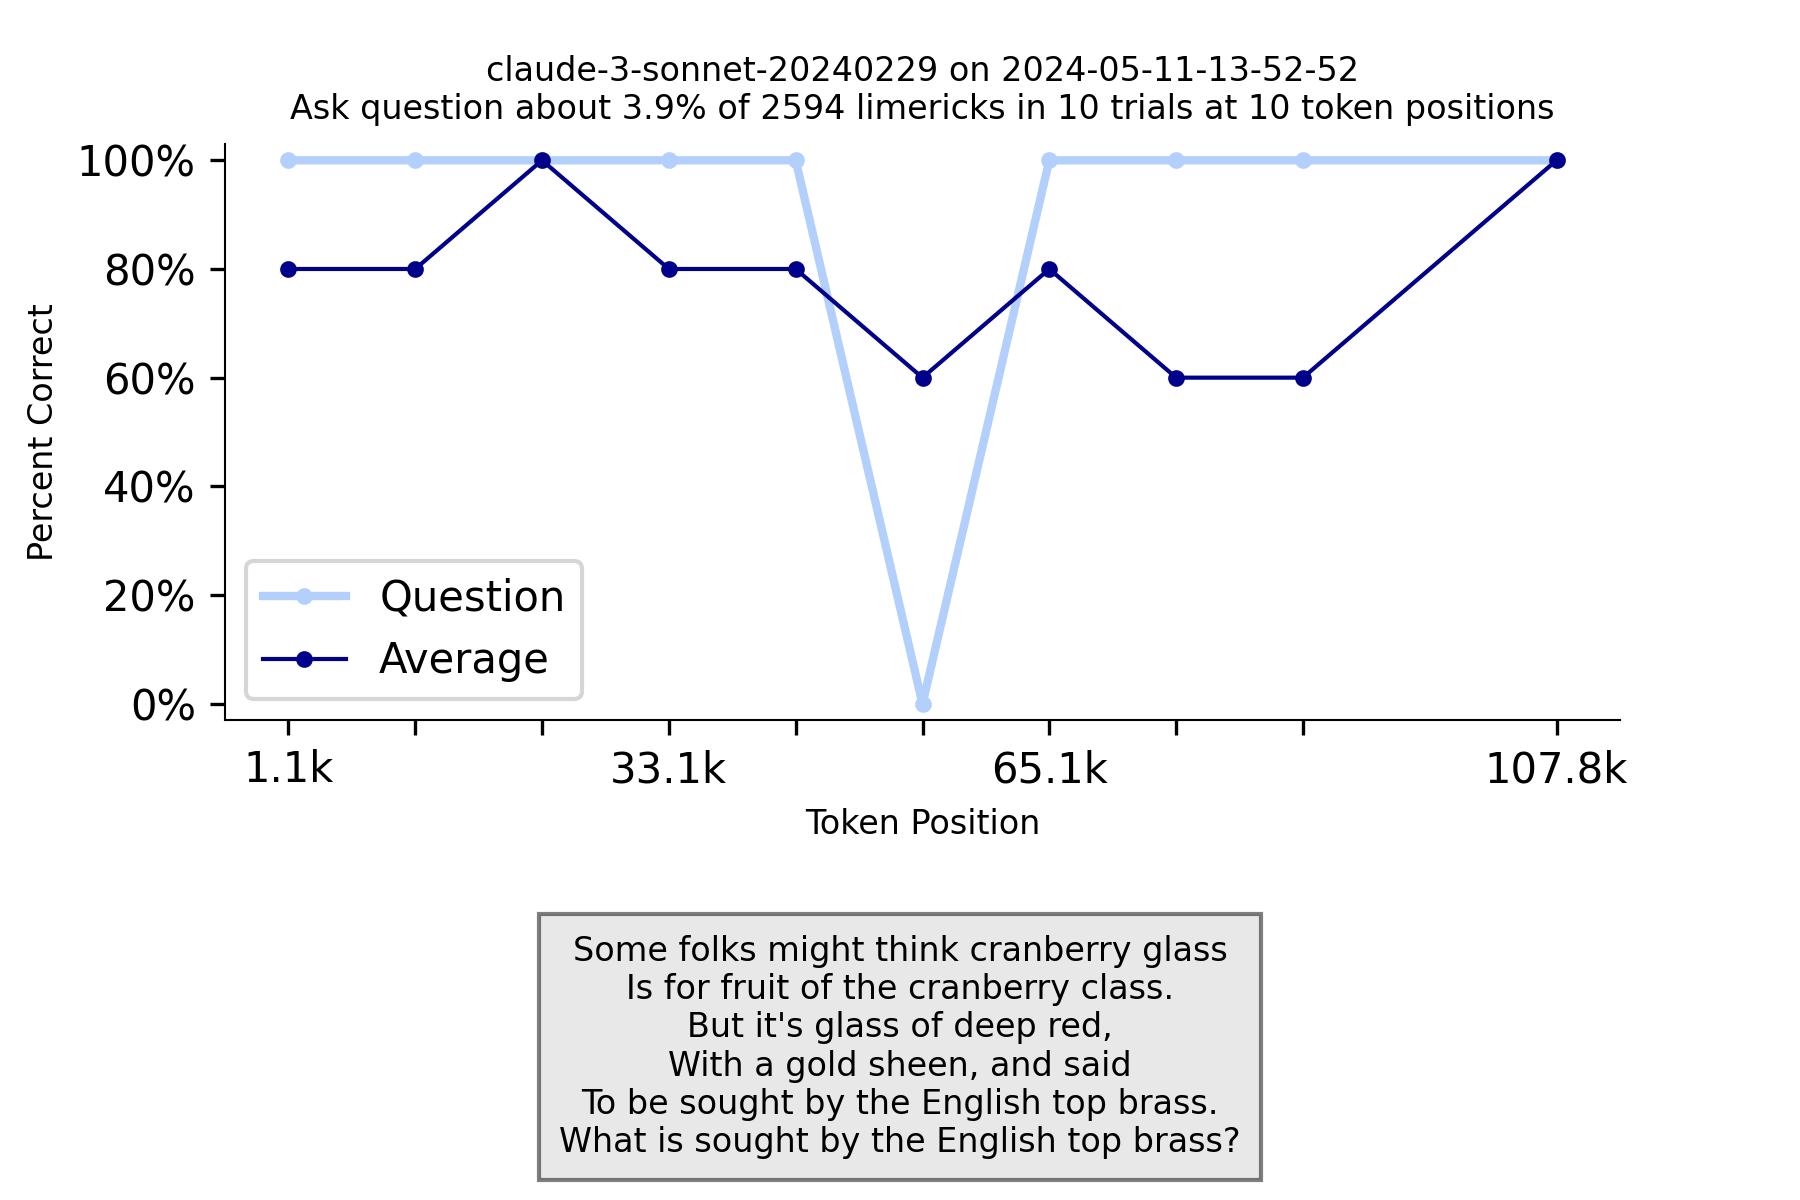 claude-3-sonnet-20240229 on 2024-05-11-13-52-52
Ask question about 3.9% of 2594 limericks in 10 trials at 10 token positions
100%
80%
60%
40%
20%
0%
Percent Correct
Question
Average
1.1k 33.1k 65.1k 107.8k
Token Position
Some folks might think cranberry glass
Is for fruit of the cranberry class.
But it's glass of deep red,
With a gold sheen, and said
To be sought by the English top brass.
What is sought by the English top brass?